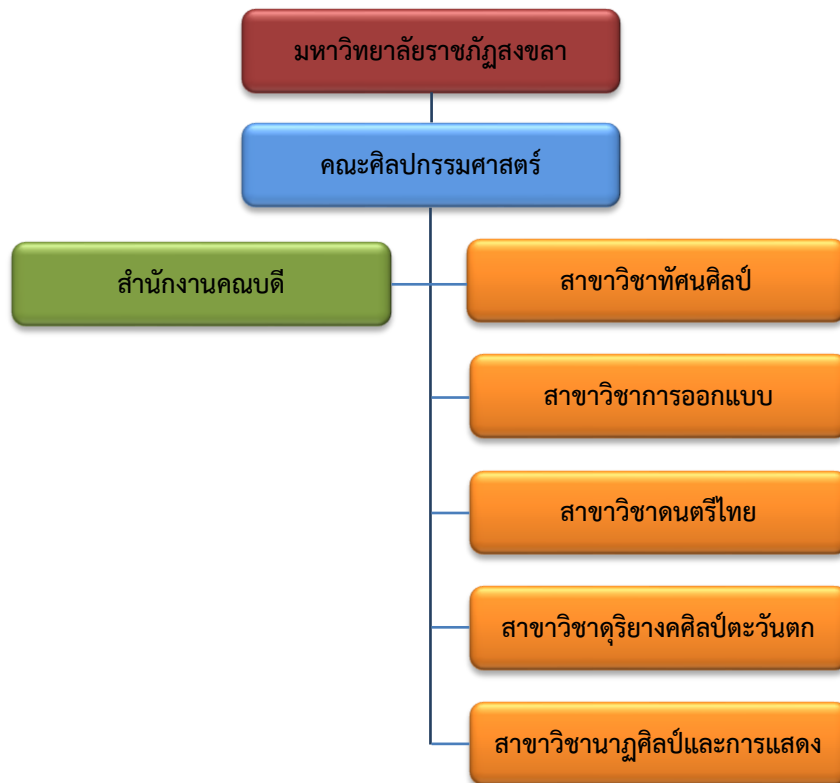 มหาวิทยาลัยราชภัฏสงขลา
คณะศิลปกรรมศาสตร์
สำนักงานคณบดี
สาขาวิชาทัศนศิลป์
สาขาวิชาการออกแบบ
สาขาวิชาดนตรีไทย
สาขาวิชาดุริยางคศิลป์ตะวันตก
สาขาวิชานาฏศิลป์และการแสดง